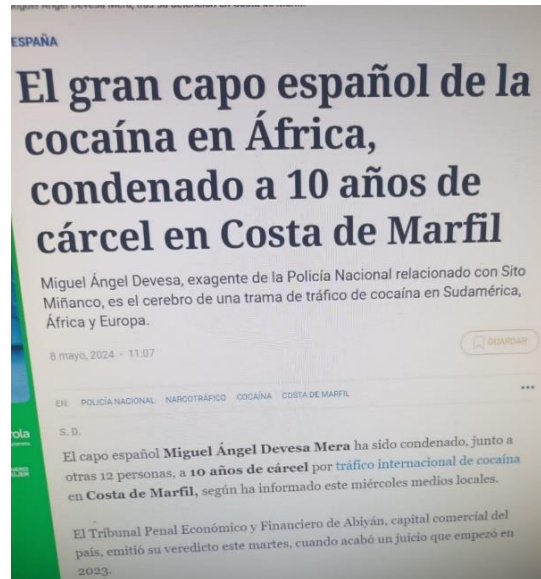 ESPAÑA
El gran capo español de la
cocaína en África,
condenado a 10 años de
cárcel en Costa de Marfil
Miguel Ángel Devesa, exagente de la Policía Nacional relacionado con Sito
Miñanco, es el cerebro de una trama de tráfico de cocaína en Sudamérica,
África y Europa.
8 mayo, 2024 - 11:07
GUARDAR
EN: POLICÍA NACIONAL NARCOTRÁFICO COCAÍNA COSTA DE MARFIL
S. D.
El capo español Miguel Ángel Devesa Mera ha sido condenado, junto a
otras 12 personas, a 10 años de cárcel por tráfico internacional de cocaína
en Costa de Marfil, según ha informado este miércoles medios locales.
El Tribunal Penal Económico y Financiero de Abiyán, capital comercial del
país, emitió su veredicto este martes, cuando acabó un juicio que empezó en
2023.